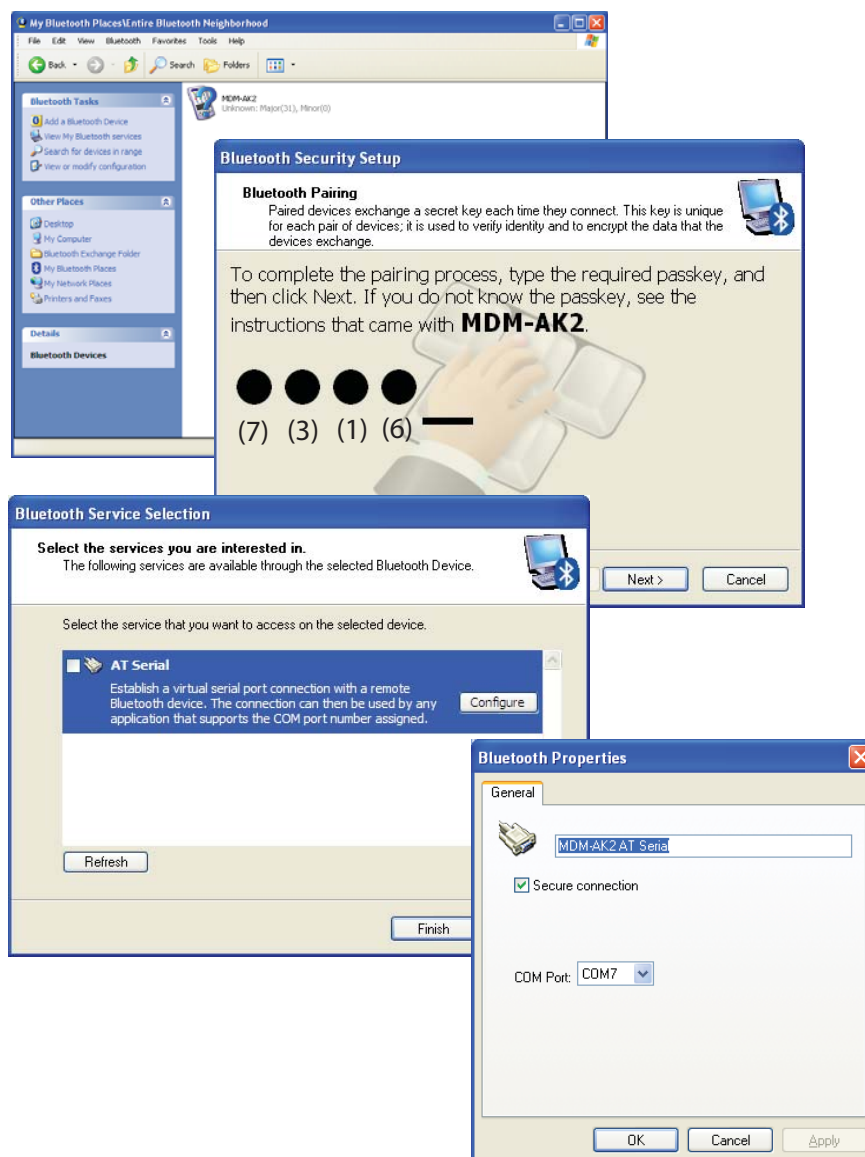 My Bluetooth Places\Entire Bluetooth Neighborhood
File Edit View Bluetooth Favorites Tools Help
Back Search Folders
Bluetooth Tasks
Add a Bluetooth Device
View My Bluetooth services
Search for devices in range
View or modify configuration
Other Places
Desktop
My Computer
Bluetooth Exchange Folder
My Bluetooth Places
My Network Places
Printers and Faxes
Details
Bluetooth Devices
MDM-AK2
Unknown: Major(31), Minor(0)
Bluetooth Security Setup
Bluetooth Pairing
Paired devices exchange a secret key each time they connect. This key is unique
for each pair of devices; it is used to verify identity and to encrypt the data that the
devices exchange.
To complete the pairing process, type the required passkey, and
then click Next. If you do not know the passkey, see the
instructions that came with MDM-AK2.
(7) (3) (1) (6)
Next > Cancel
Bluetooth Service Selection
Select the services you are interested in.
The following services are available through the selected Bluetooth Device.
Select the service that you want to access on the selected device.
AT Serial
Establish a virtual serial port connection with a remote
Bluetooth device. The connection can then be used by any
application that supports the COM port number assigned.
Configure
Refresh
Finish
Bluetooth Properties
General
MDM-AK2 AT Serial
Secure connection
COM Port: COM7
OK Cancel Apply